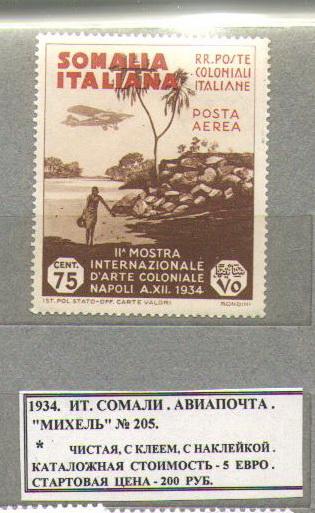 SOMALIA
ITALIANA
RR. POSTE
COLONIALI
ITALIANE
POSTA
AEREA
IIA MOSTRA
INTERNAZIONALE
D'ARTE COLONIALE
NAPOLI A.XII. 1934
CENT.
75
IST. POL. STATO-OFF. CARTE VALORI
MONDINI
1934. ИТ. СОМАЛИ . АВИАПОЧТА .
"МИХЕЛЬ" № 205.
* ЧИСТАЯ, С КЛЕЕМ, С НАКЛЕЙКОЙ .
КАТАЛОЖНАЯ СТОИМОСТЬ - 5 ЕВРО .
СТАРТОВАЯ ЦЕНА - 200 РУБ.